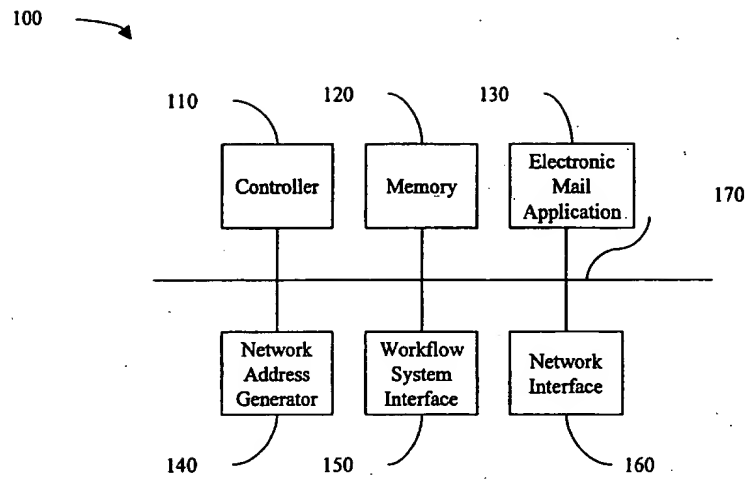 100
110
120
130
Controller
Memory
Electronic
Mail
Application
170
Network
Address
Generator
Workflow
System
Interface
Network
Interface
140
150
160